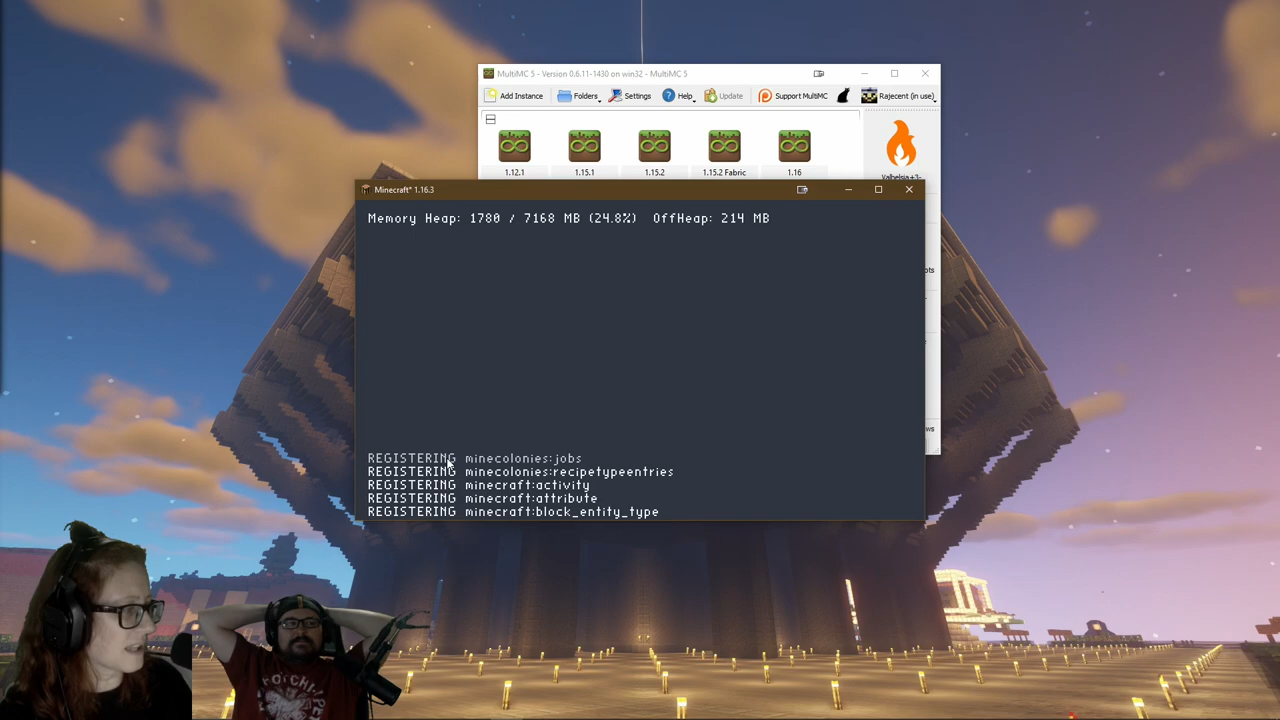 MultiMC 5 - Version 0.6.11-1430 on win32 - MultiMC 5
Add Instance Folders Settings Help Update Support MultiMC Rajecent (in use)
1.12.1 1.15.1 1.15.2 1.15.2 Fabric 1.16
Minecraft* 1.16.3
Memory Heap: 1780 / 7168 MB (24.8%) OffHeap: 214 MB
REGISTERING minecolonies:jobs
REGISTERING minecolonies:recipetypeentries
REGISTERING minecraft:activity
REGISTERING minecraft:attribute
REGISTERING minecraft:block_entity_type